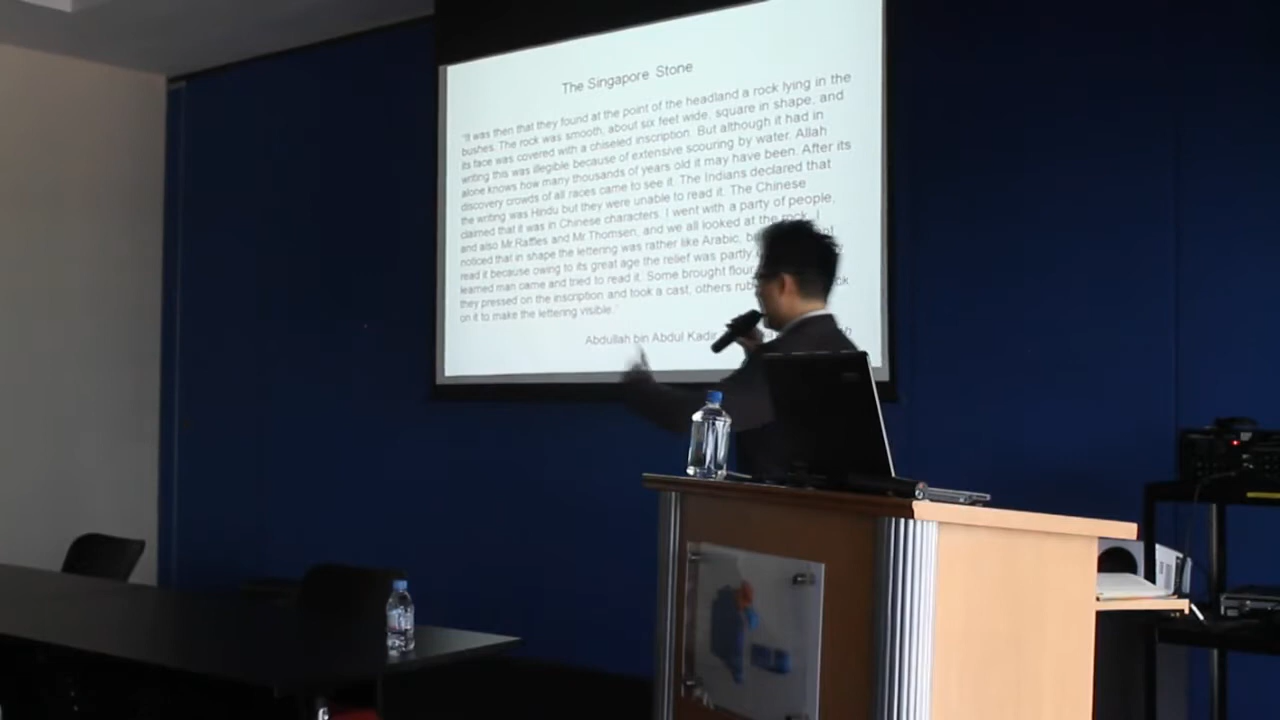 The Singapore Stone
"It was then that they found at the point of the headland a rock lying in the
bushes. The rock was smooth, about six feet wide, square in shape, and
its face was covered with a chiseled inscription. But although it had in
writing this was illegible because of extensive scouring by water. Allah
alone knows how many thousands of years old it may have been. After its
discovery crowds of all races came to see it. The Indians declared that
the writing was Hindu but they were unable to read it. The Chinese
claimed that it was in Chinese characters. I went with a party of people,
and also Mr Raffles and Mr Thomsen, and we all looked at the rock. I
noticed that in shape the lettering was rather like Arabic,
read it because owing to its great age the relief was partly
learned man came and tried to read it. Some brought flour
they pressed on the inscription and took a cast, others
on it to make the lettering visible."
Abdullah bin Abdul Kadir